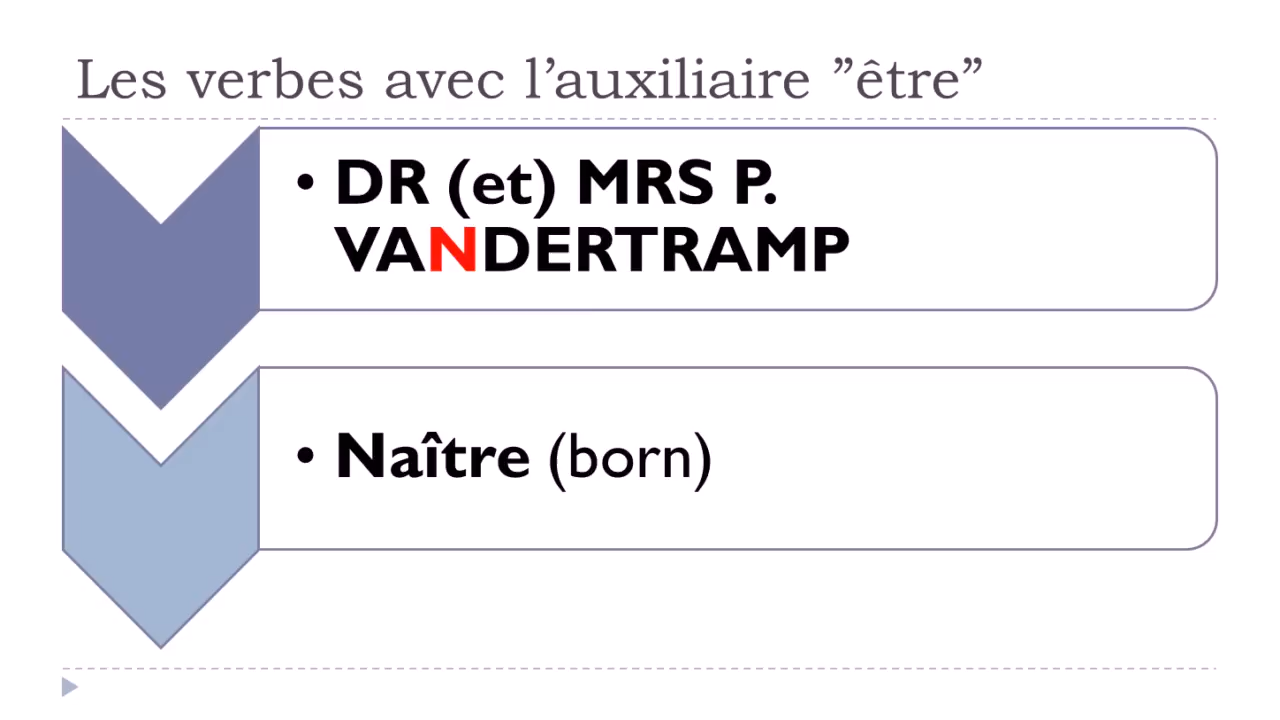 Les verbes avec l’auxiliaire ”être”
• DR (et) MRS P.
VANDERTRAMP
• Naître (born)